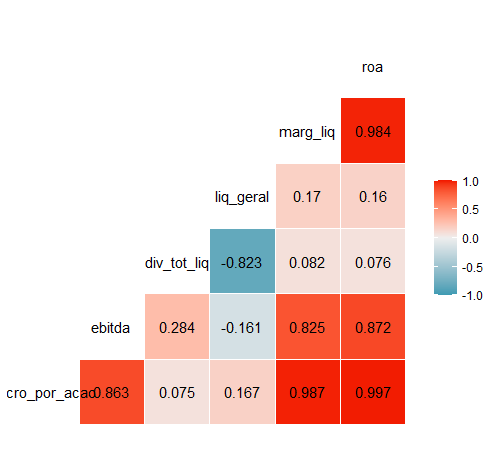 roa
marg_liq 0.984
liq_geral 0.17 0.16
div_tot_liq -0.823 0.082 0.076
ebitda 0.284 -0.161 0.825 0.872
cro_por_acao 0.863 0.075 0.167 0.987 0.997
1.0
0.5
0.0
-0.5
-1.0